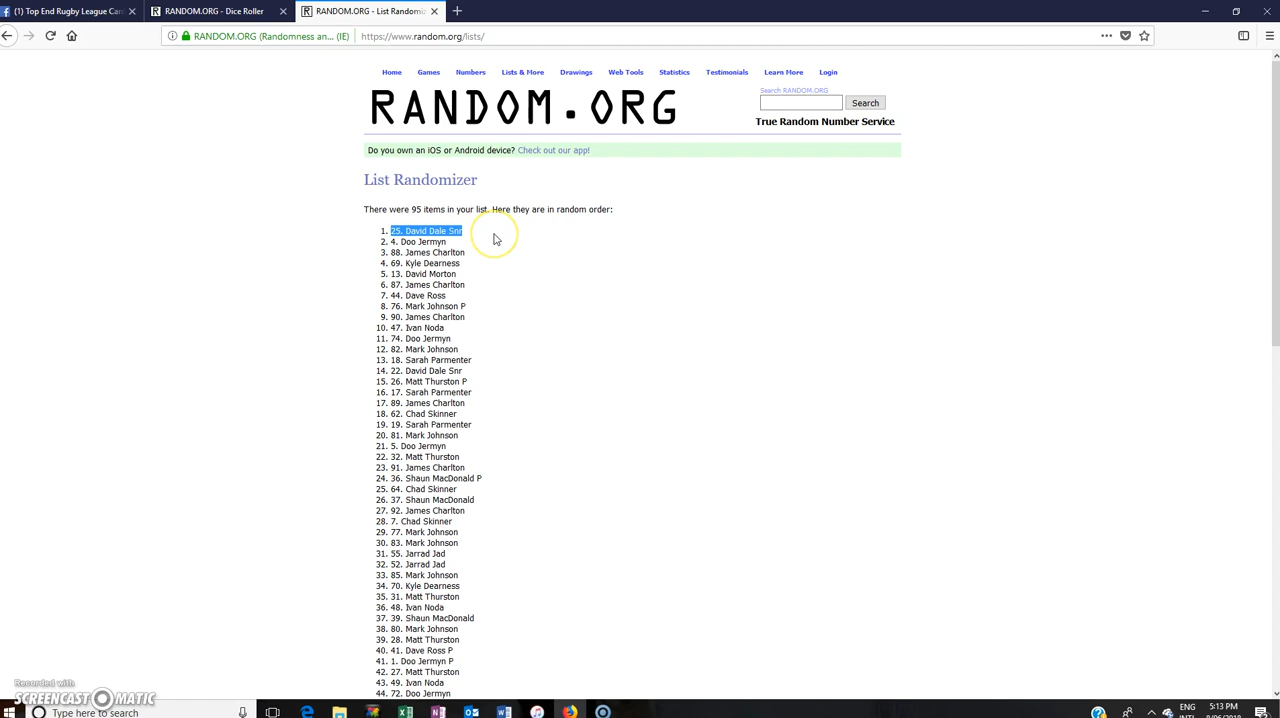 (1) Top End Rugby League Car
RANDOM.ORG - Dice Roller
RANDOM.ORG - List Randomiz
RANDOM.ORG (Randomness an... (IE)
https://www.random.org/lists/
Home Games Numbers Lists & More Drawings Web Tools Statistics Testimonials Learn More Login
RANDOM.ORG
Search RANDOM.ORG
Search
True Random Number Service
Do you own an iOS or Android device? Check out our app!
List Randomizer
There were 95 items in your list. Here they are in random order:
1. 25. David Dale Snr
2. 4. Doo Jermyn
3. 88. James Charlton
4. 69. Kyle Dearness
5. 13. David Morton
6. 87. James Charlton
7. 44. Dave Ross
8. 76. Mark Johnson P
9. 90. James Charlton
10. 47. Ivan Noda
11. 74. Doo Jermyn
12. 82. Mark Johnson
13. 18. Sarah Parmenter
14. 22. David Dale Snr
15. 26. Matt Thurston P
16. 17. Sarah Parmenter
17. 89. James Charlton
18. 62. Chad Skinner
19. 19. Sarah Parmenter
20. 81. Mark Johnson
21. 5. Doo Jermyn
22. 32. Matt Thurston
23. 91. James Charlton
24. 36. Shaun MacDonald P
25. 64. Chad Skinner
26. 37. Shaun MacDonald
27. 92. James Charlton
28. 7. Chad Skinner
29. 77. Mark Johnson
30. 83. Mark Johnson
31. 55. Jarrad Jad
32. 52. Jarrad Jad
33. 85. Mark Johnson
34. 70. Kyle Dearness
35. 31. Matt Thurston
36. 48. Ivan Noda
37. 39. Shaun MacDonald
38. 80. Mark Johnson
39. 28. Matt Thurston
40. 41. Dave Ross P
41. 1. Doo Jermyn P
42. 27. Matt Thurston
43. 49. Ivan Noda
44. 72. Doo Jermyn
Recorded with
SCREENCAST-O-MATIC
Type here to search
ENG
5:13 PM
INTL
8/06/2018